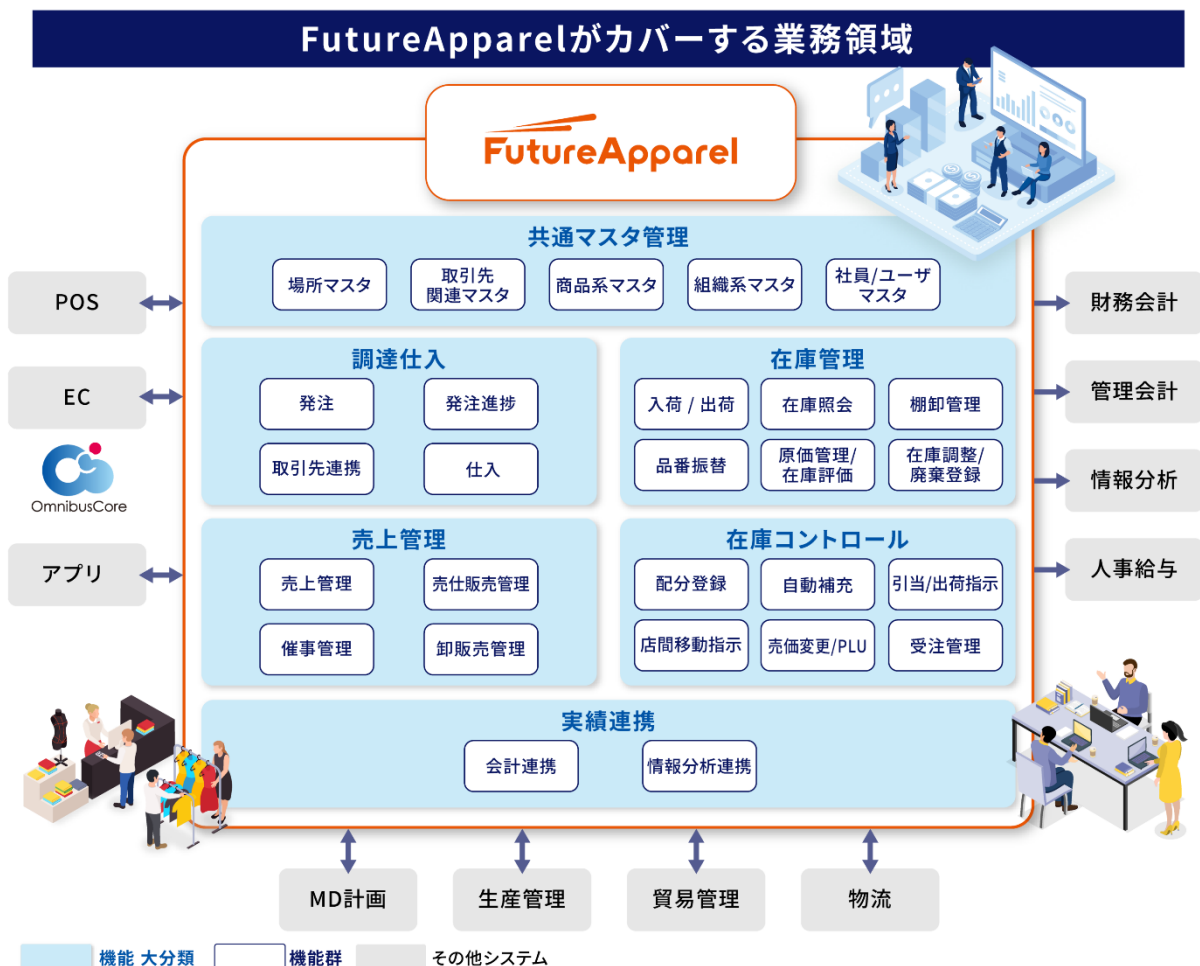 FutureApparelがカバーする業務領域
FutureApparel
共通マスタ管理
場所マスタ
取引先
関連マスタ
商品系マスタ
組織系マスタ
社員/ユーザ
マスタ
POS
EC
OmnibusCore
アプリ
調達仕入
発注
発注進捗
取引先連携
仕入
在庫管理
入荷 / 出荷
在庫照会
棚卸管理
品番振替
原価管理/
在庫評価
在庫調整/
廃棄登録
売上管理
売上管理
売仕販売管理
催事管理
卸販売管理
在庫コントロール
配分登録
自動補充
引当/出荷指示
店間移動指示
売価変更/PLU
受注管理
財務会計
管理会計
情報分析
人事給与
実績連携
会計連携
情報分析連携
MD計画
生産管理
貿易管理
物流
機能 大分類
機能群
その他システム